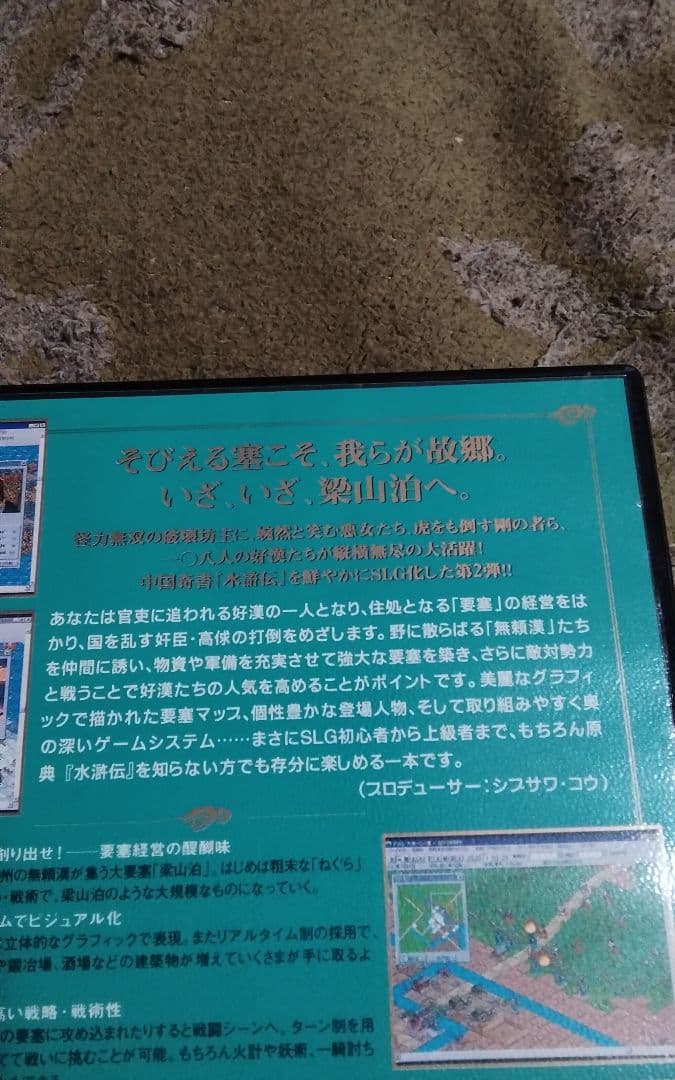 そびえる塞こそ、我らが故郷。
いざ、いざ、梁山泊へ。
怪力無双の破壊坊主に、嫣然と笑む悪女たち、虎をも倒す剛の者ら、
一〇八人の好漢たちが縦横無尽の大活躍！
中国奇書「水滸伝」を鮮やかにSLG化した第2弾!!
あなたは官吏に追われる好漢の一人となり、住処となる「要塞」の経営をは
かり、国を乱す奸臣・高俅の打倒をめざします。野に散らばる「無頼漢」たち
を仲間に誘い、物資や軍備を充実させて強大な要塞を築き、さらに敵対勢力
と戦うことで好漢たちの人気を高めることがポイントです。美麗なグラフィ
ックで描かれた要塞マップ、個性豊かな登場人物、そして取り組みやすく奥
の深いゲームシステム……まさにSLG初心者から上級者まで、もちろん原
典『水滸伝』を知らない方でも存分に楽しめる一本です。
（プロデューサー：シブサワ・コウ）
創り出せ！――要塞経営の醍醐味
州の無頼漢が集う大要塞「梁山泊」。はじめは粗末な「ねぐら」
・戦術で、梁山泊のような大規模なものになっていく。
ムでビジュアル化
立体的なグラフィックで表現。またリアルタイム制の採用で、
や鍛冶場、酒場などの建築物が増えていくさまが手に取るよ
高い戦略・戦術性
の要塞に攻め込まれたりすると戦闘シーンへ。ターン制を用
てて戦いに挑むことが可能。もちろん火計や妖術、一騎討ち